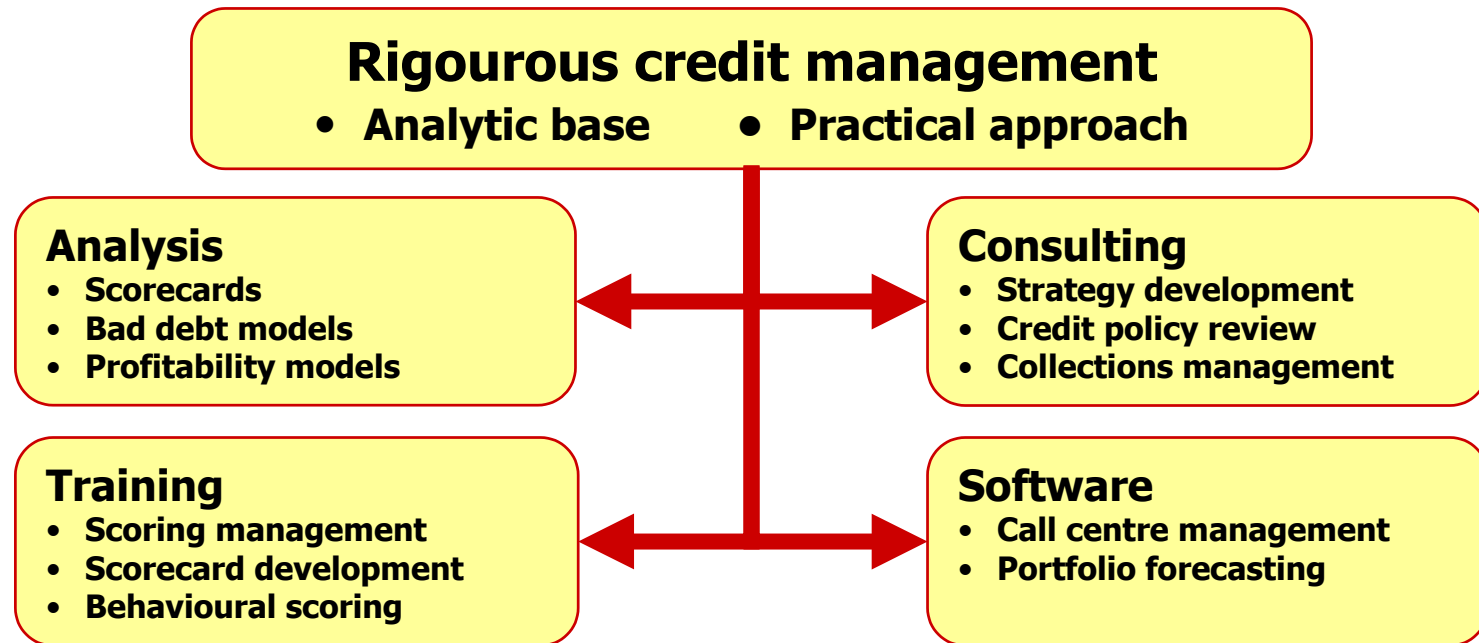 Rigourous credit management
• Analytic base • Practical approach
Analysis
• Scorecards
• Bad debt models
• Profitability models
Consulting
• Strategy development
• Credit policy review
• Collections management
Training
• Scoring management
• Scorecard development
• Behavioural scoring
Software
• Call centre management
• Portfolio forecasting